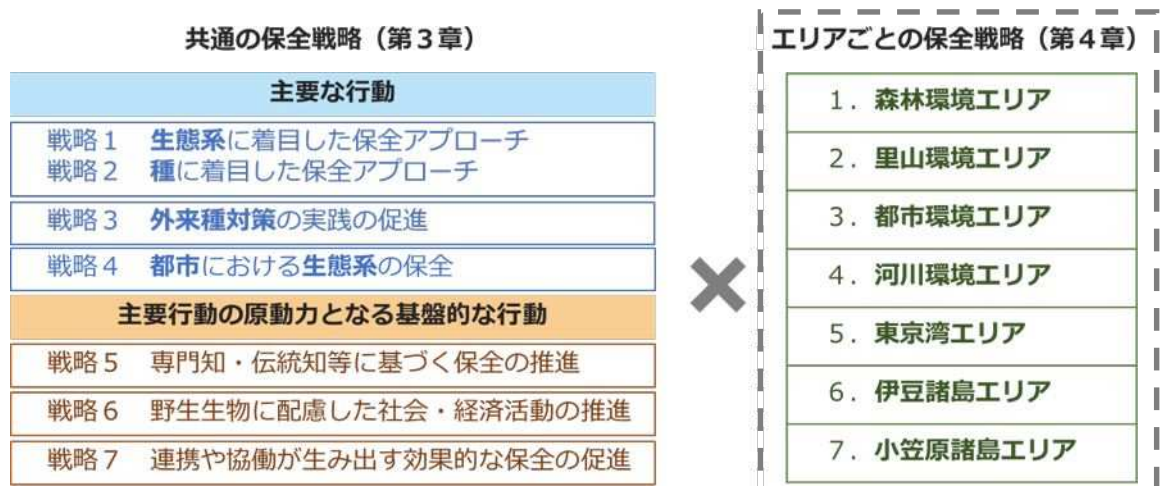 共通の保全戦略（第３章）
主要な行動
戦略１　生態系に着目した保全アプローチ
戦略２　種に着目した保全アプローチ
戦略３　外来種対策の実践の促進
戦略４　都市における生態系の保全
主要行動の原動力となる基盤的な行動
戦略５　専門知・伝統知等に基づく保全の推進
戦略６　野生生物に配慮した社会・経済活動の推進
戦略７　連携や協働が生み出す効果的な保全の促進
×
エリアごとの保全戦略（第４章）
１．森林環境エリア
２．里山環境エリア
３．都市環境エリア
４．河川環境エリア
５．東京湾エリア
６．伊豆諸島エリア
７．小笠原諸島エリア